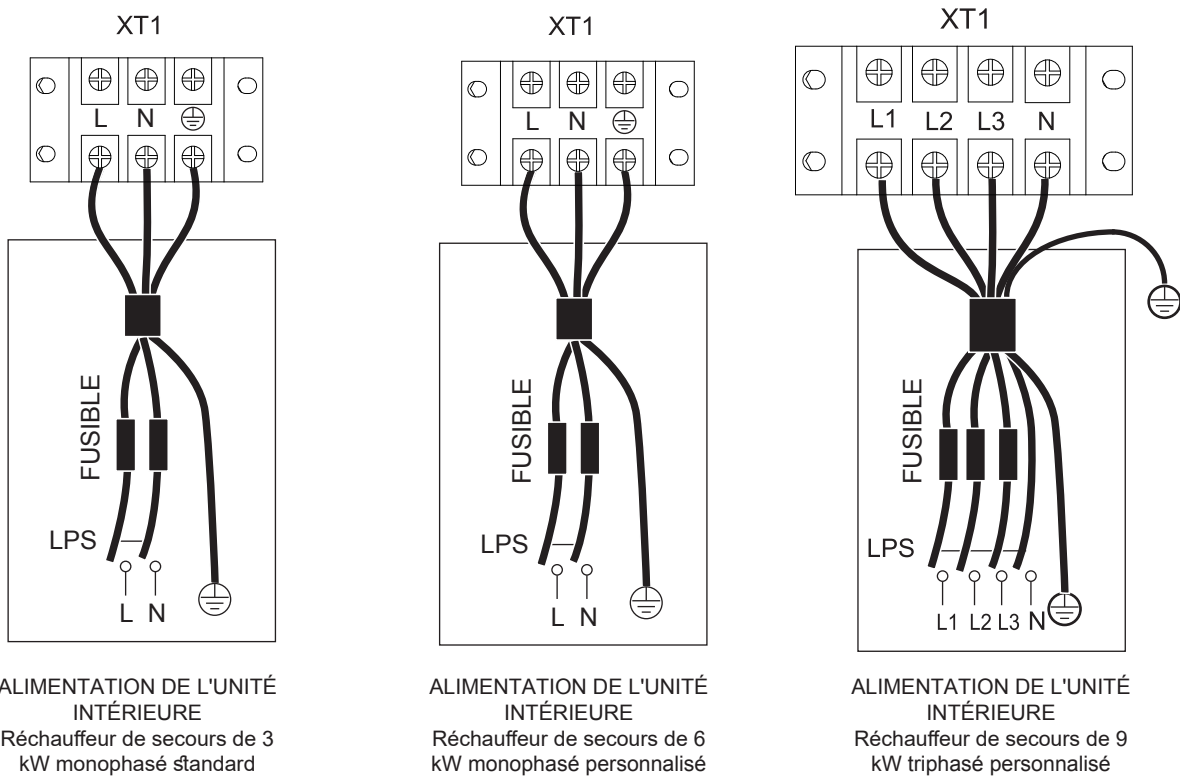 XT1
L N
FUSIBLE
LPS
L N
ALIMENTATION DE L'UNITÉ
INTÉRIEURE
Réchauffeur de secours de 3
kW monophasé standard
XT1
L N
FUSIBLE
LPS
L N
ALIMENTATION DE L'UNITÉ
INTÉRIEURE
Réchauffeur de secours de 6
kW monophasé personnalisé
XT1
L1 L2 L3 N
FUSIBLE
LPS
L1 L2 L3 N
ALIMENTATION DE L'UNITÉ
INTÉRIEURE
Réchauffeur de secours de 9
kW triphasé personnalisé